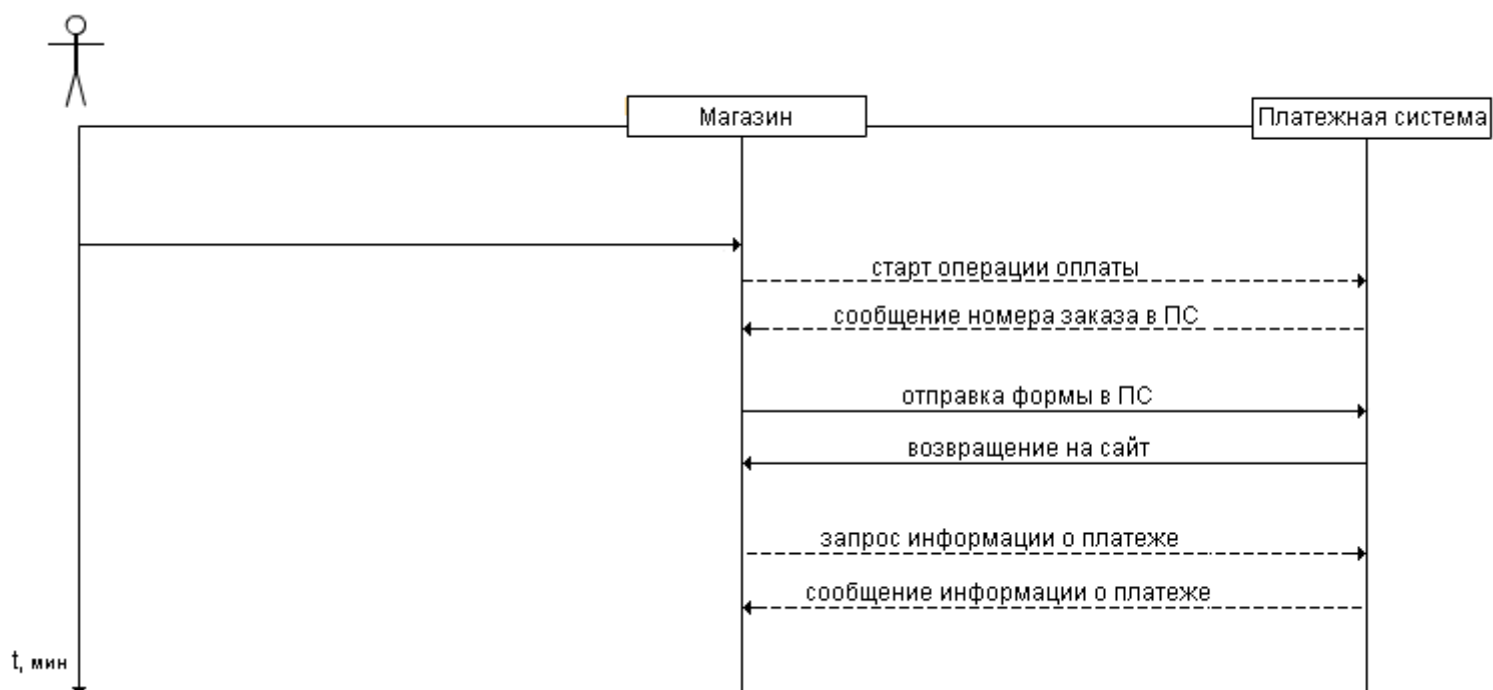 Магазин
Платежная система
старт операции оплаты
сообщение номера заказа в ПС
отправка формы в ПС
возвращение на сайт
запрос информации о платеже
сообщение информации о платеже
t, мин